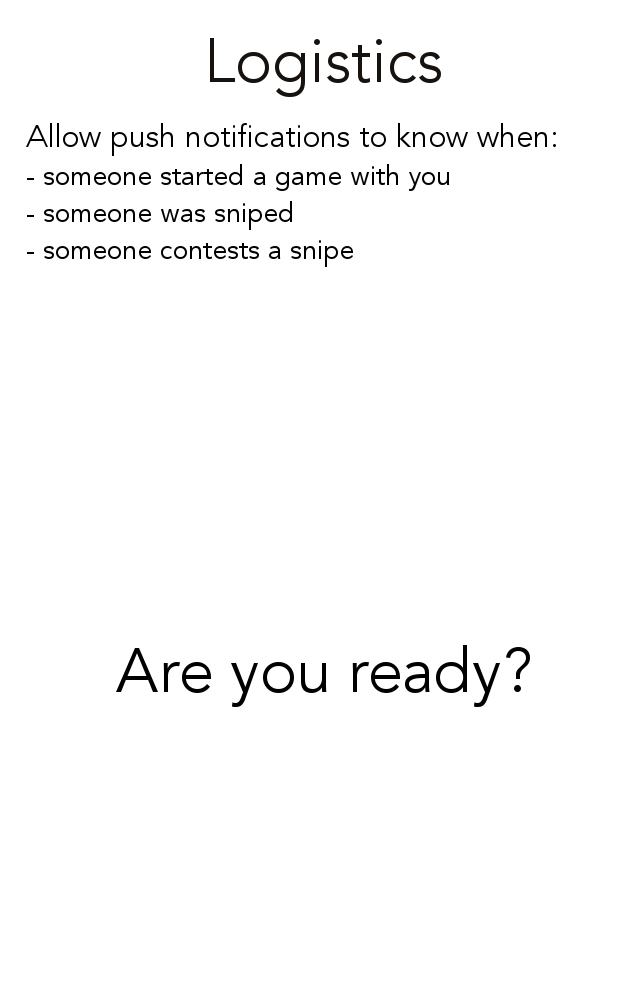 Logistics
Allow push notifications to know when:
- someone started a game with you
- someone was sniped
- someone contests a snipe
Are you ready?